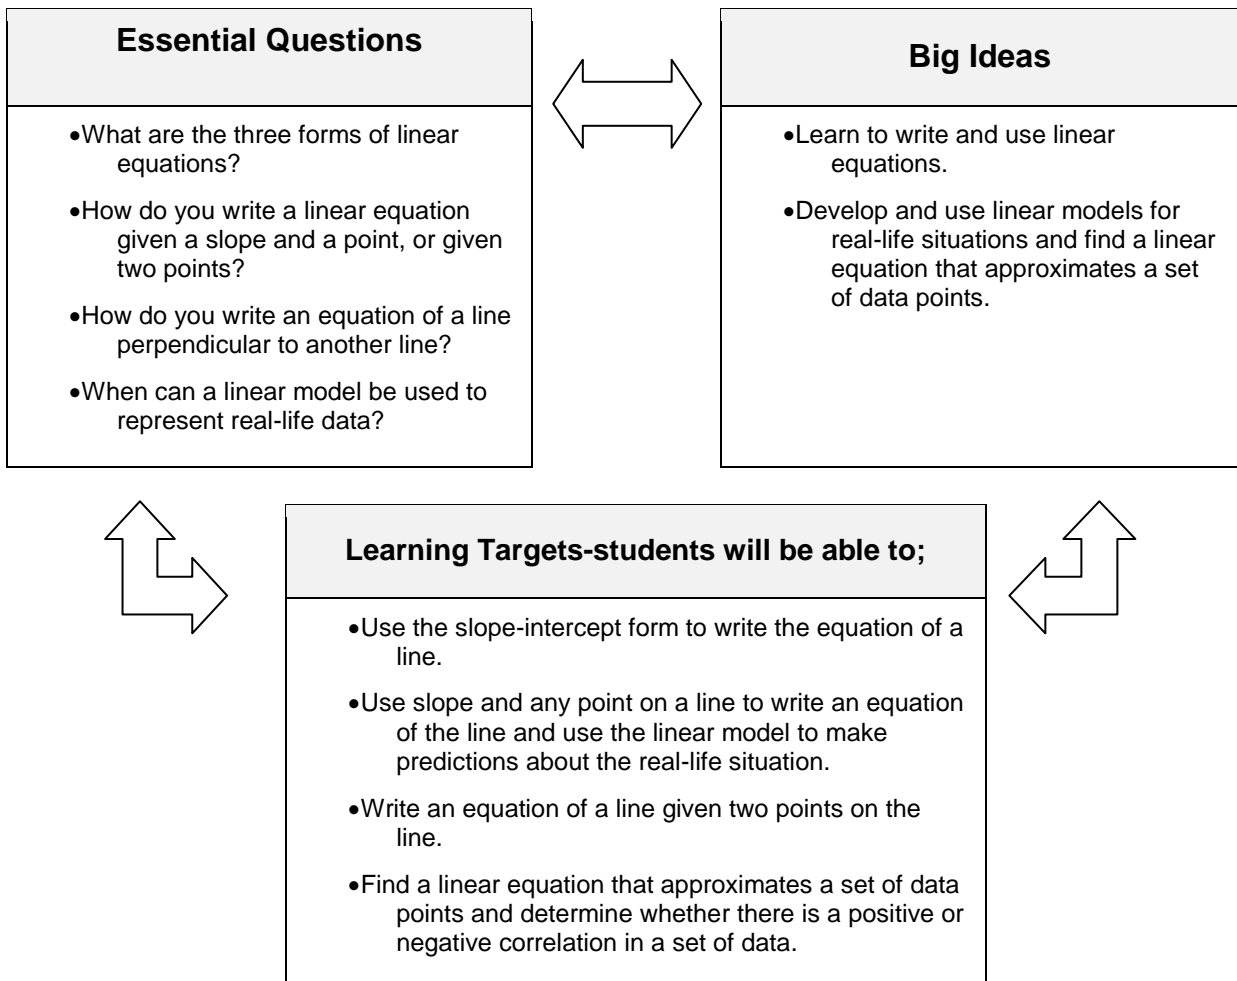 Essential Questions
•What are the three forms of linear
equations?
•How do you write a linear equation
given a slope and a point, or given
two points?
•How do you write an equation of a line
perpendicular to another line?
•When can a linear model be used to
represent real-life data?
Big Ideas
•Learn to write and use linear
equations.
•Develop and use linear models for
real-life situations and find a linear
equation that approximates a set
of data points.
Learning Targets-students will be able to;
•Use the slope-intercept form to write the equation of a
line.
•Use slope and any point on a line to write an equation
of the line and use the linear model to make
predictions about the real-life situation.
•Write an equation of a line given two points on the
line.
•Find a linear equation that approximates a set of data
points and determine whether there is a positive or
negative correlation in a set of data.